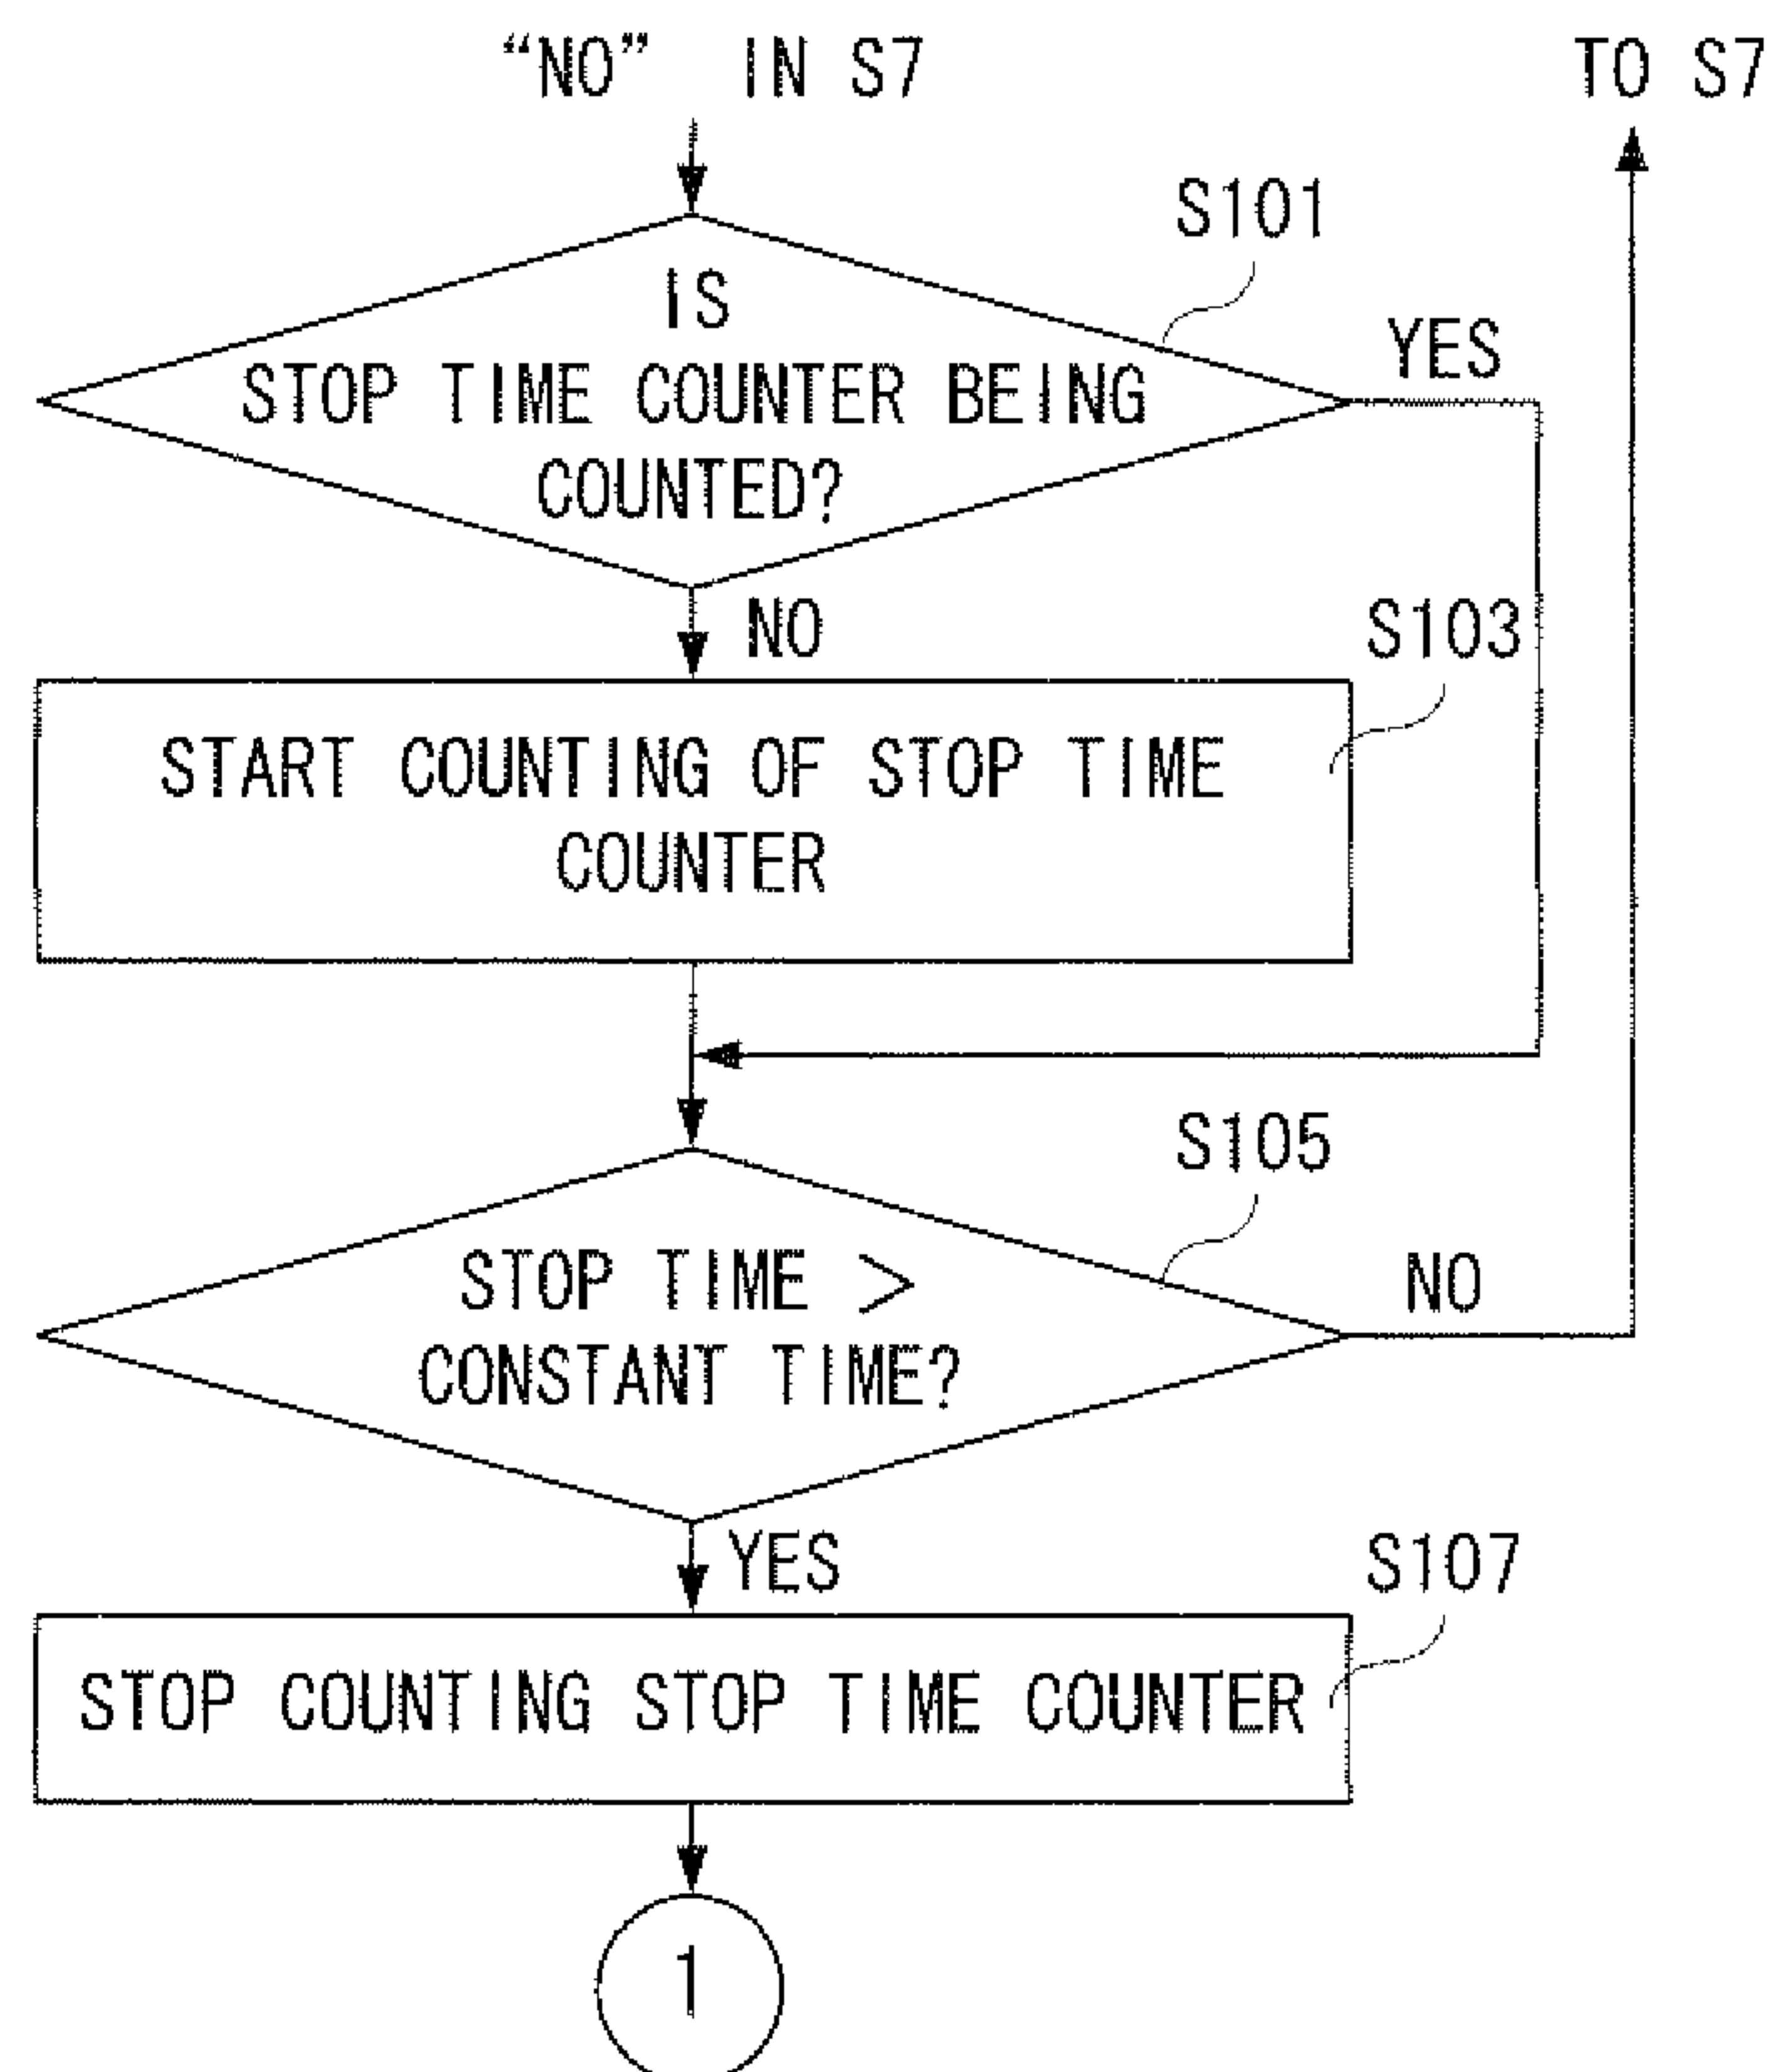 “NO” IN S7
TO S7
S101
IS
STOP TIME COUNTER BEING
COUNTED?
YES
NO
S103
START COUNTING OF STOP TIME
COUNTER
S105
STOP TIME >
CONSTANT TIME?
NO
YES
S107
STOP COUNTING STOP TIME COUNTER
1